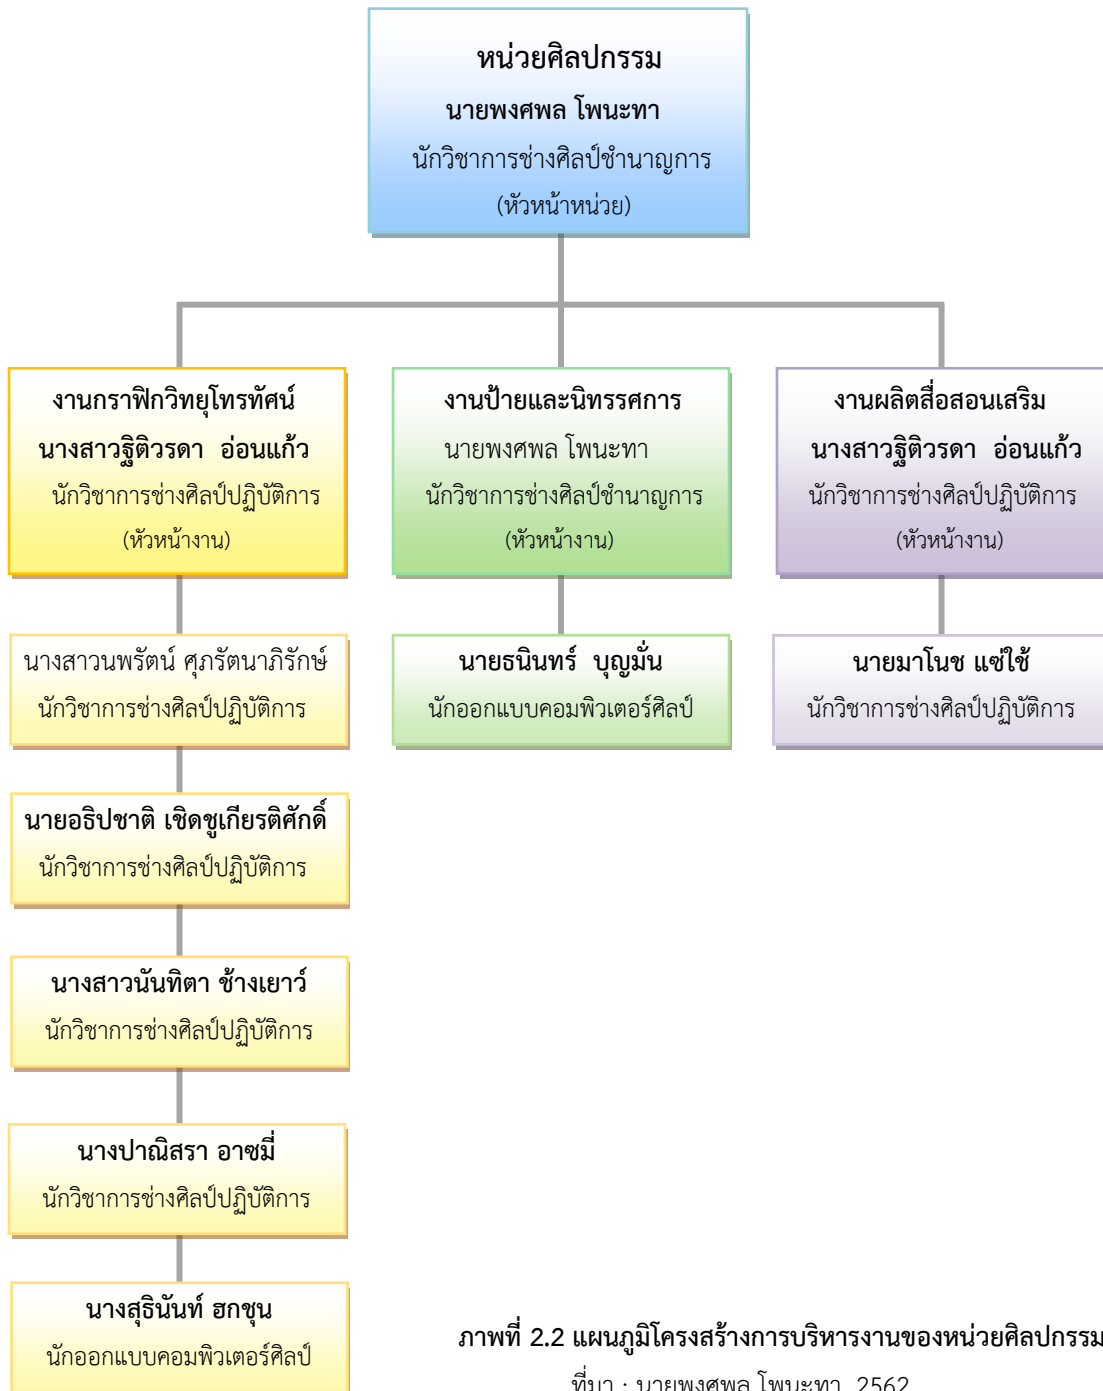 หน่วยศิลปกรรม
นายพงศพล โพนะทา
นักวิชาการช่างศิลป์ชำนาญการ
(หัวหน้าหน่วย)
งานกราฟิกวิทยุโทรทัศน์
นางสาวฐิติวรดา อ่อนแก้ว
นักวิชาการช่างศิลป์ปฏิบัติการ
(หัวหน้างาน)
งานป้ายและนิทรรศการ
นายพงศพล โพนะทา
นักวิชาการช่างศิลป์ชำนาญการ
(หัวหน้างาน)
งานผลิตสื่อสอนเสริม
นางสาวฐิติวรดา อ่อนแก้ว
นักวิชาการช่างศิลป์ปฏิบัติการ
(หัวหน้างาน)
นางสาวนพรัตน์ ศุภรัตนาภิรักษ์
นักวิชาการช่างศิลป์ปฏิบัติการ
นายธนินทร์ บุญมั่น
นักออกแบบคอมพิวเตอร์ศิลป์
นายมาโนช แซ่ใช้
นักวิชาการช่างศิลป์ปฏิบัติการ
นายอธิปชาติ เชิดชูเกียรติศักดิ์
นักวิชาการช่างศิลป์ปฏิบัติการ
นางสาวนันทิตา ช้างเยาว์
นักวิชาการช่างศิลป์ปฏิบัติการ
นางปาณิสรา อาซมี่
นักวิชาการช่างศิลป์ปฏิบัติการ
นางสุธินันท์ ฮกชุน
นักออกแบบคอมพิวเตอร์ศิลป์
ภาพที่ 2.2 แผนภูมิโครงสร้างการบริหารงานของหน่วยศิลปกรรม
ที่มา : นายพงศพล โพนะทา, 2562